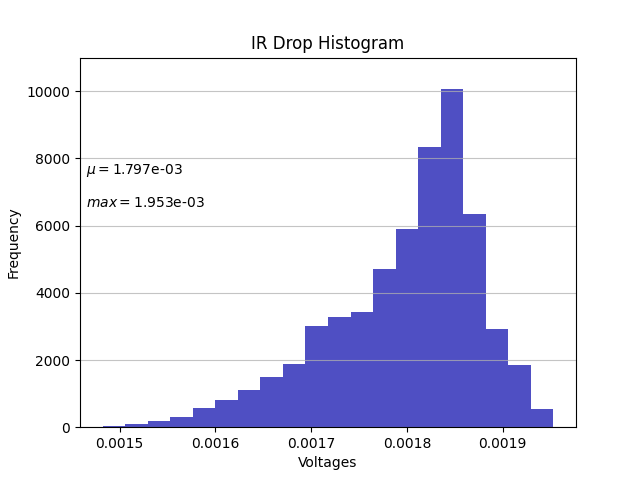 IR Drop Histogram
10000
8000
6000
4000
2000
0
Frequency
μ = 1.797e-03
max = 1.953e-03
0.0015 0.0016 0.0017 0.0018 0.0019
Voltages